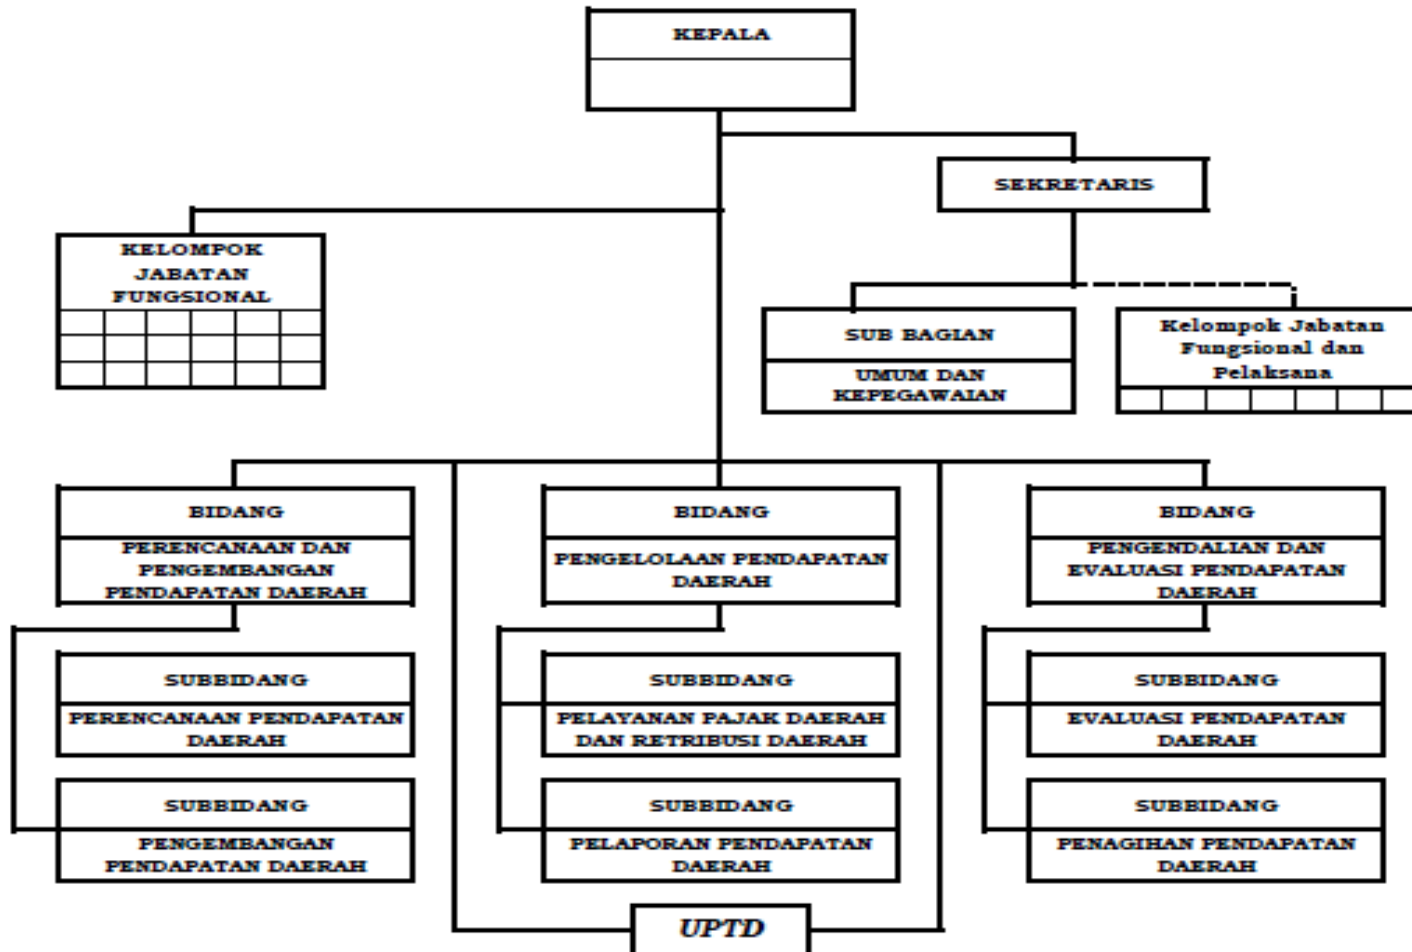 KEPALA
SEKRETARIS
KELOMPOK
JABATAN
FUNGSIONAL
SUB BAGIAN
UMUM DAN
KEPEGAWAIAN
Kelompok Jabatan
Fungsional dan
Pelaksana
BIDANG
PERENCANAAN DAN
PENGEMBANGAN
PENDAPATAN DAERAH
BIDANG
PENGELOLAAN PENDAPATAN
DAERAH
BIDANG
PENGENDALIAN DAN
EVALUASI PENDAPATAN
DAERAH
SUBBIDANG
PERENCANAAN PENDAPATAN
DAERAH
SUBBIDANG
PELAYANAN PAJAK DAERAH
DAN RETRIBUSI DAERAH
SUBBIDANG
EVALUASI PENDAPATAN
DAERAH
SUBBIDANG
PENGEMBANGAN
PENDAPATAN DAERAH
SUBBIDANG
PELAPORAN PENDAPATAN
DAERAH
SUBBIDANG
PENAGIHAN PENDAPATAN
DAERAH
UPTD